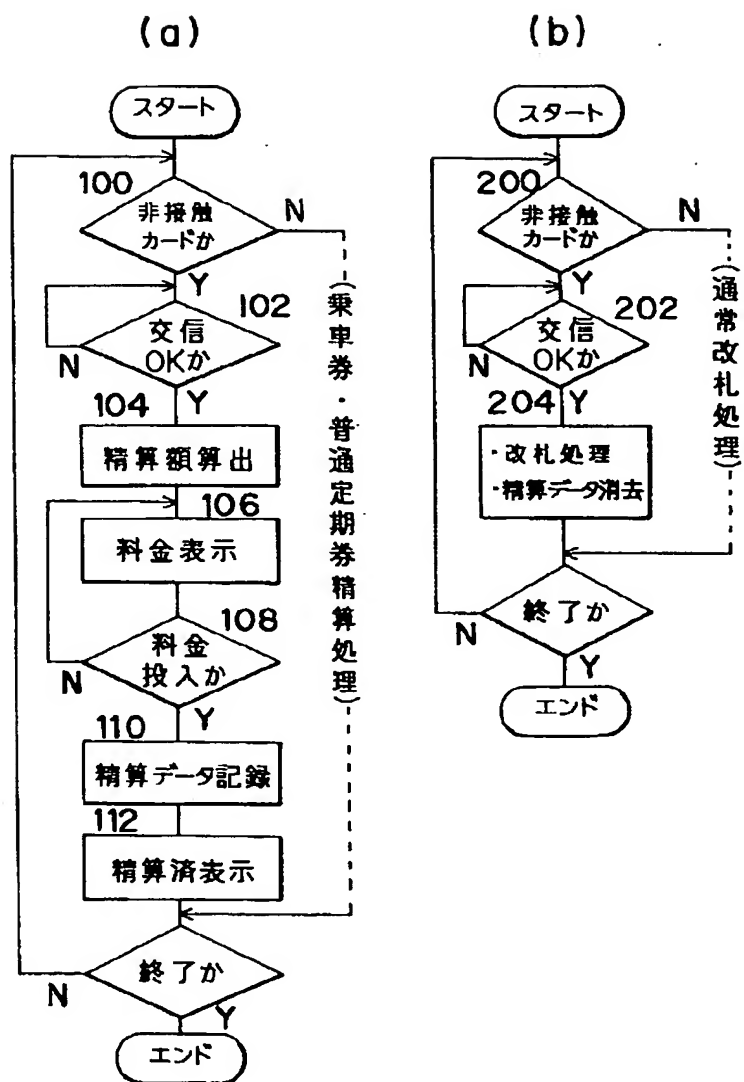 (a)
スタート
100
非接触
カードか
N
Y
102
交信
OKか
N
Y
104
精算額算出
106
料金表示
108
料金
投入か
N
Y
110
精算データ記録
112
精算済表示
終了か
N
Y
エンド
(乗車券・普通定期券精算処理)
(b)
スタート
200
非接触
カードか
N
Y
202
交信
OKか
N
Y
204
・改札処理
・精算データ消去
終了か
N
Y
エンド
(通常改札処理)